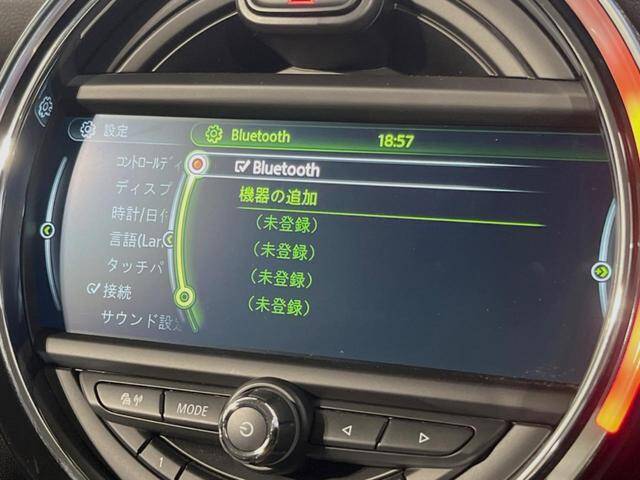 設定
コントロールデ
ディスプ
時計/日付
言語(Lan
タッチパ
接続
サウンド設定
Bluetooth
18:57
Bluetooth
機器の追加
(未登録)
(未登録)
(未登録)
(未登録)
MODE
1